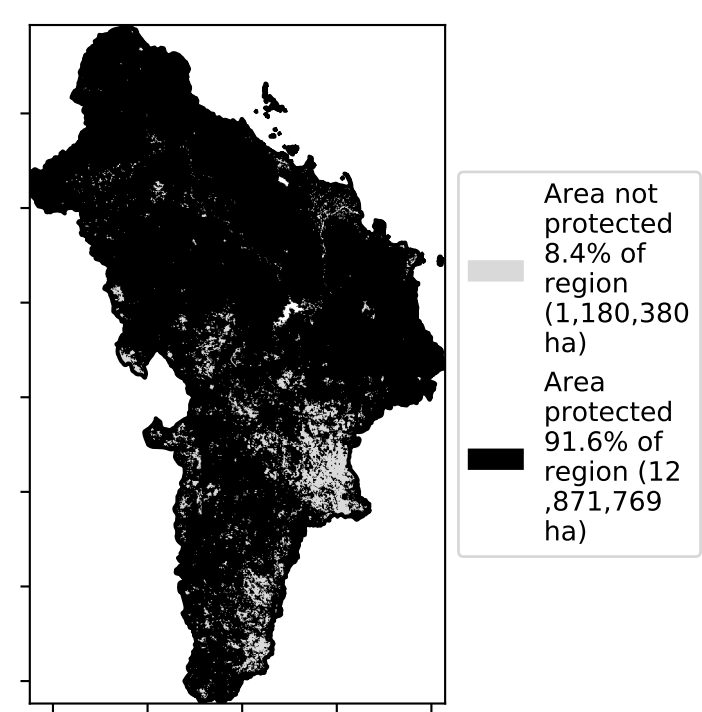 Area not
protected
8.4% of
region
(1,180,380
ha)
Area
protected
91.6% of
region (12
,871,769
ha)